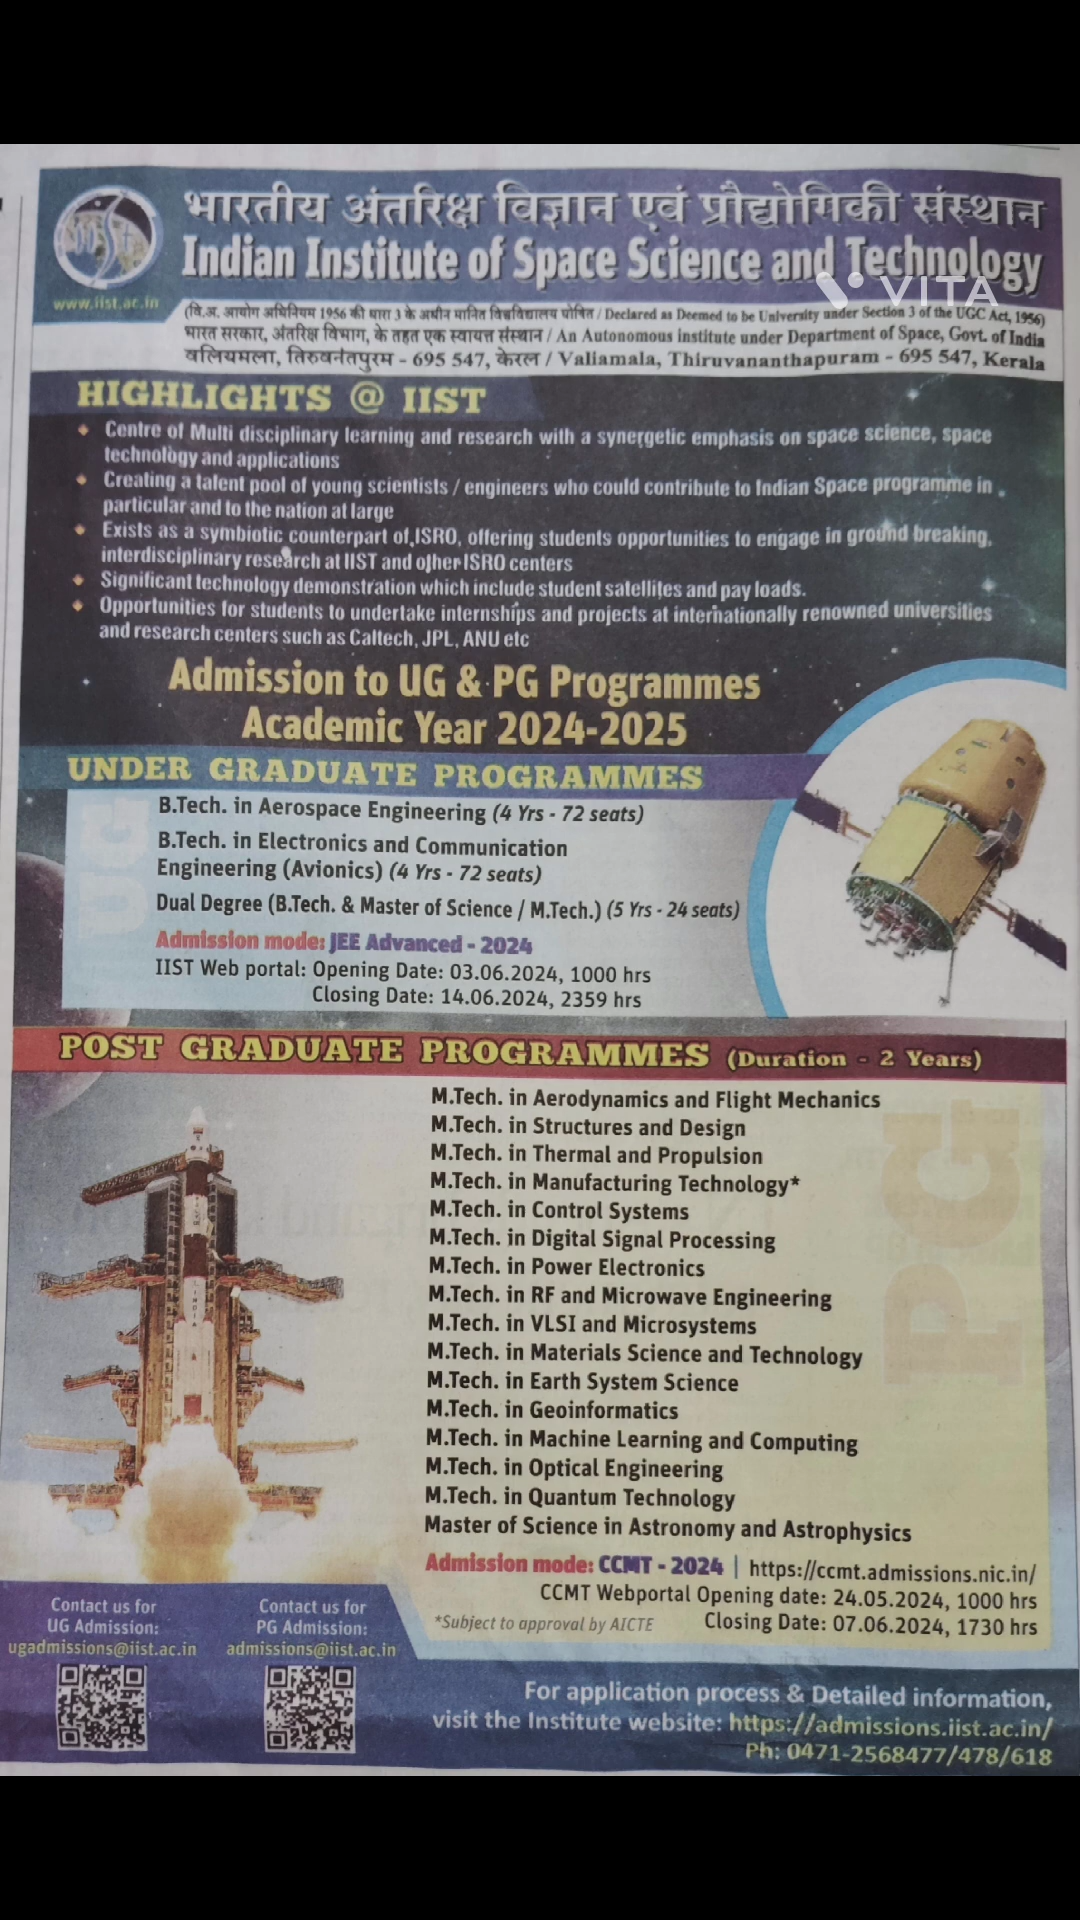 भारतीय अंतरिक्ष विज्ञान एवं प्रौद्योगिकी संस्थान
Indian Institute of Space Science and Technology
VITA
www.iist.ac.in
(वि.अ. आयोग अधिनियम 1956 की धारा 3 के अधीन मानित विश्वविद्यालय घोषित / Declared as Deemed to be University under Section 3 of the UGC Act, 1956)
भारत सरकार, अंतरिक्ष विभाग, के तहत एक स्वायत्त संस्थान / An Autonomous institute under Department of Space, Govt. of India
वलियमला, तिरुवनंतपुरम - 695 547, केरल / Valiamala, Thiruvananthapuram - 695 547, Kerala
HIGHLIGHTS @ IIST
Centre of Multi disciplinary learning and research with a synergetic emphasis on space science, space
technology and applications
Creating a talent pool of young scientists / engineers who could contribute to Indian Space programme in
particular and to the nation at large
Exists as a symbiotic counterpart of ISRO, offering students opportunities to engage in ground breaking,
interdisciplinary research at IIST and other ISRO centers
Significant technology demonstration which include student satellites and pay loads.
Opportunities for students to undertake internships and projects at internationally renowned universities
and research centers such as Caltech, JPL, ANU etc
Admission to UG & PG Programmes
Academic Year 2024-2025
UNDER GRADUATE PROGRAMMES
UG
B.Tech. in Aerospace Engineering (4 Yrs - 72 seats)
B.Tech. in Electronics and Communication
Engineering (Avionics) (4 Yrs - 72 seats)
Dual Degree (B.Tech. & Master of Science / M.Tech.) (5 Yrs - 24 seats)
Admission mode: JEE Advanced - 2024
IIST Web portal: Opening Date: 03.06.2024, 1000 hrs
Closing Date: 14.06.2024, 2359 hrs
POST GRADUATE PROGRAMMES (Duration - 2 Years)
PG
M.Tech. in Aerodynamics and Flight Mechanics
M.Tech. in Structures and Design
M.Tech. in Thermal and Propulsion
M.Tech. in Manufacturing Technology*
M.Tech. in Control Systems
M.Tech. in Digital Signal Processing
M.Tech. in Power Electronics
M.Tech. in RF and Microwave Engineering
M.Tech. in VLSI and Microsystems
M.Tech. in Materials Science and Technology
M.Tech. in Earth System Science
M.Tech. in Geoinformatics
M.Tech. in Machine Learning and Computing
M.Tech. in Optical Engineering
M.Tech. in Quantum Technology
Master of Science in Astronomy and Astrophysics
Admission mode: CCMT - 2024 | https://ccmt.admissions.nic.in/
CCMT Webportal Opening date: 24.05.2024, 1000 hrs
*Subject to approval by AICTE Closing Date: 07.06.2024, 1730 hrs
Contact us for
UG Admission:
ugadmissions@iist.ac.in
Contact us for
PG Admission:
admissions@iist.ac.in
For application process & Detailed information,
visit the Institute website: https://admissions.iist.ac.in/
Ph: 0471-2568477/478/618